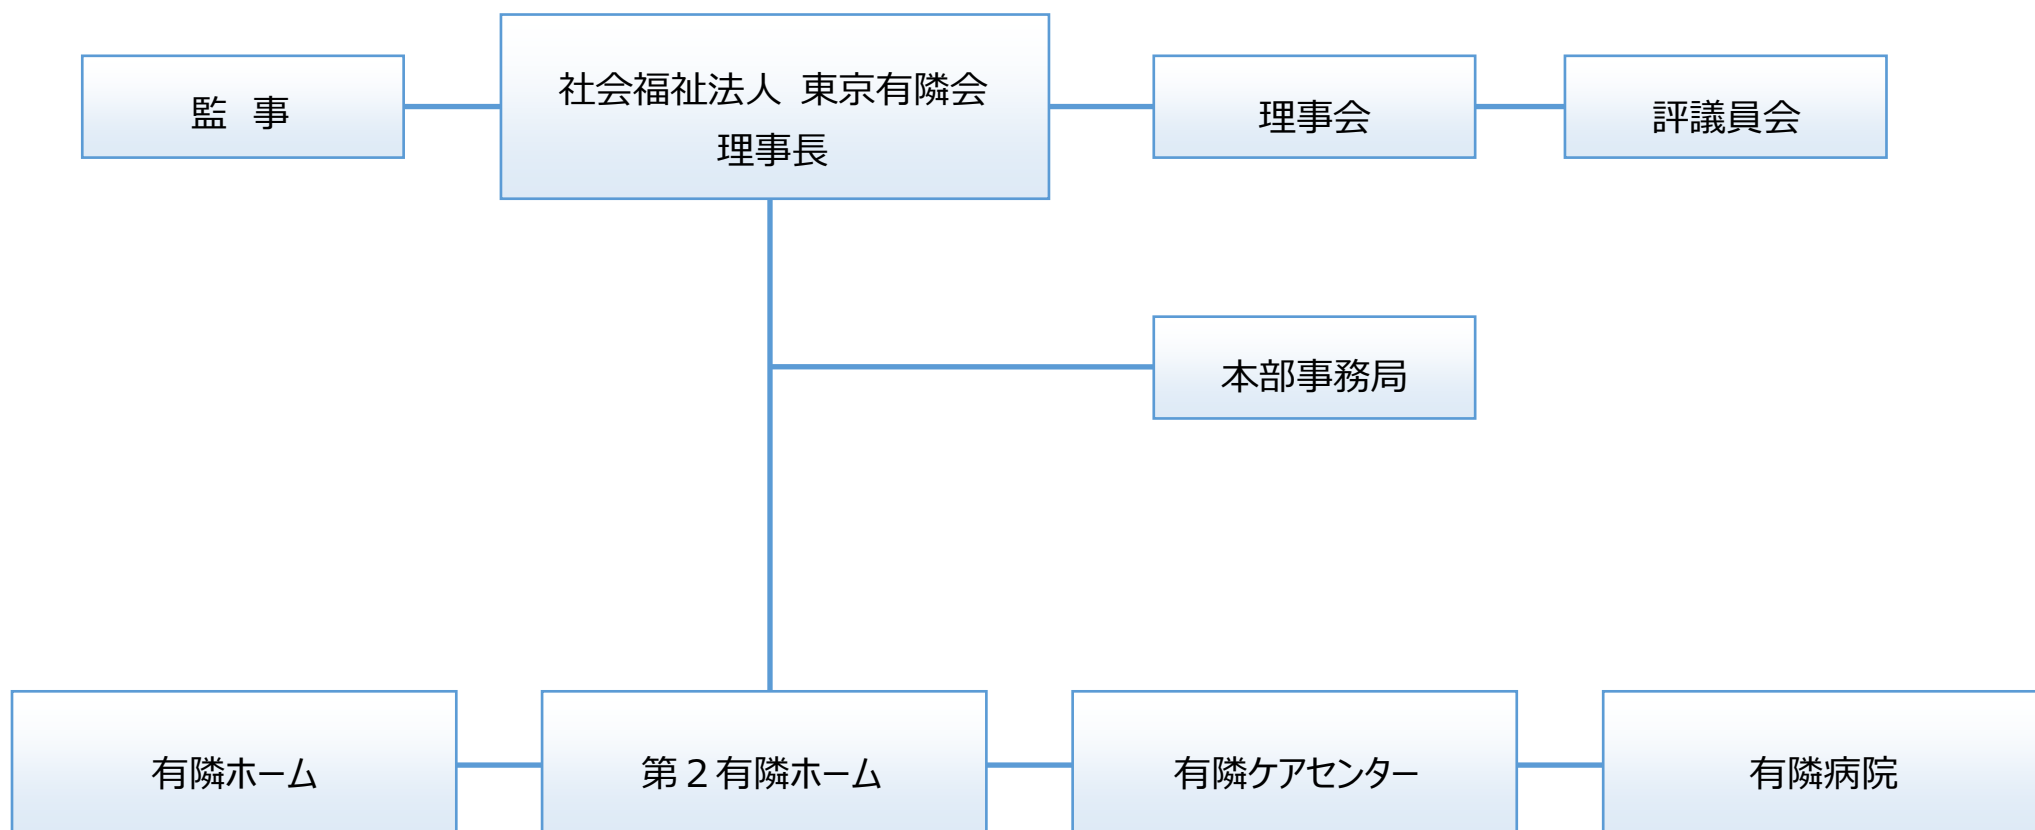 監　事
社会福祉法人 東京有隣会
理事長
理事会
評議員会
本部事務局
有隣ホーム
第２有隣ホーム
有隣ケアセンター
有隣病院